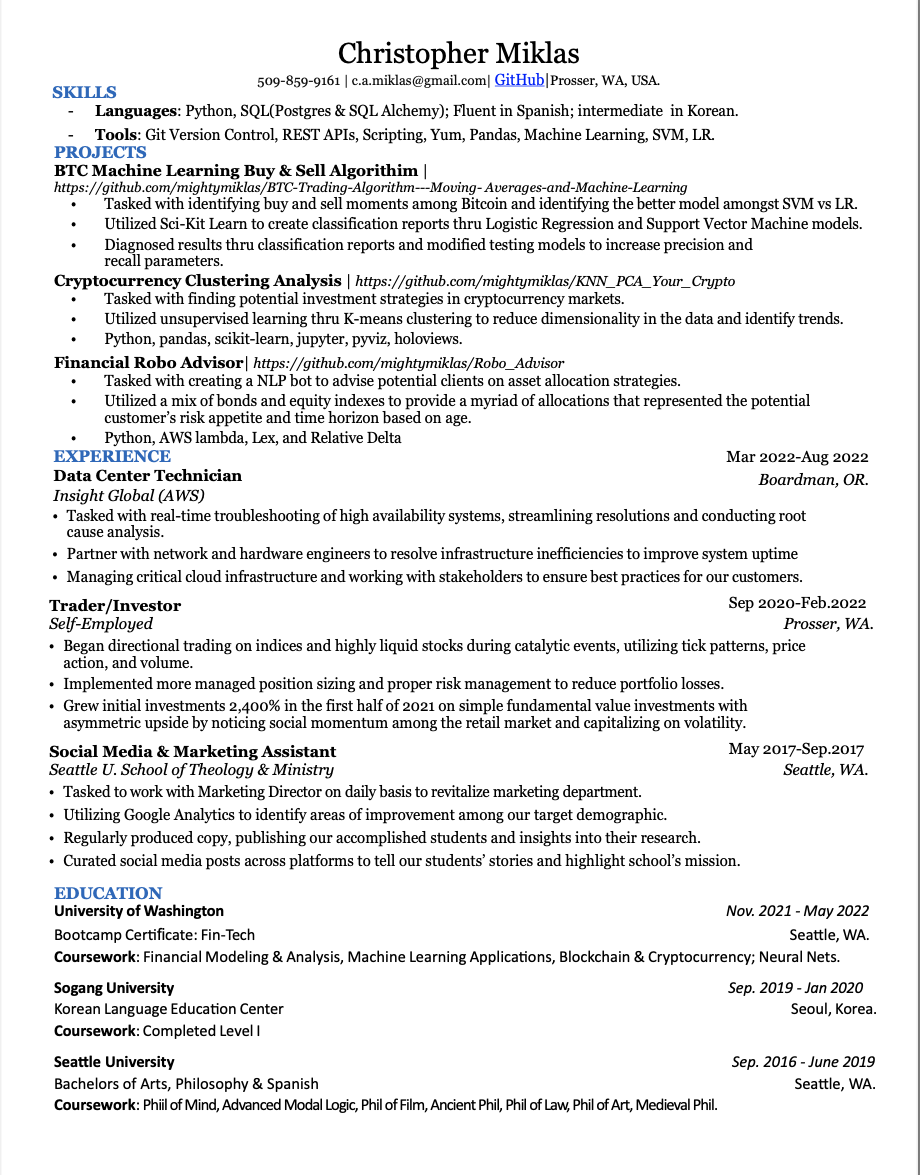 Christopher Miklas
509-859-9161 | c.a.miklas@gmail.com| GitHub|Prosser, WA, USA.
SKILLS
- Languages: Python, SQL(Postgres & SQL Alchemy); Fluent in Spanish; intermediate in Korean.
- Tools: Git Version Control, REST APIs, Scripting, Yum, Pandas, Machine Learning, SVM, LR.
PROJECTS
BTC Machine Learning Buy & Sell Algorithim |
https://github.com/mightymiklas/BTC-Trading-Algorithm---Moving- Averages-and-Machine-Learning
• Tasked with identifying buy and sell moments among Bitcoin and identifying the better model amongst SVM vs LR.
• Utilized Sci-Kit Learn to create classification reports thru Logistic Regression and Support Vector Machine models.
• Diagnosed results thru classification reports and modified testing models to increase precision and
recall parameters.
Cryptocurrency Clustering Analysis | https://github.com/mightymiklas/KNN_PCA_Your_Crypto
• Tasked with finding potential investment strategies in cryptocurrency markets.
• Utilized unsupervised learning thru K-means clustering to reduce dimensionality in the data and identify trends.
• Python, pandas, scikit-learn, jupyter, pyviz, holoviews.
Financial Robo Advisor| https://github.com/mightymiklas/Robo_Advisor
• Tasked with creating a NLP bot to advise potential clients on asset allocation strategies.
• Utilized a mix of bonds and equity indexes to provide a myriad of allocations that represented the potential
customer's risk appetite and time horizon based on age.
• Python, AWS lambda, Lex, and Relative Delta
EXPERIENCE Mar 2022-Aug 2022
Data Center Technician Boardman, OR.
Insight Global (AWS)
• Tasked with real-time troubleshooting of high availability systems, streamlining resolutions and conducting root
cause analysis.
• Partner with network and hardware engineers to resolve infrastructure inefficiencies to improve system uptime
• Managing critical cloud infrastructure and working with stakeholders to ensure best practices for our customers.
Trader/Investor Sep 2020-Feb.2022
Self-Employed Prosser, WA.
• Began directional trading on indices and highly liquid stocks during catalytic events, utilizing tick patterns, price
action, and volume.
• Implemented more managed position sizing and proper risk management to reduce portfolio losses.
• Grew initial investments 2,400% in the first half of 2021 on simple fundamental value investments with
asymmetric upside by noticing social momentum among the retail market and capitalizing on volatility.
Social Media & Marketing Assistant May 2017-Sep.2017
Seattle U. School of Theology & Ministry Seattle, WA.
• Tasked to work with Marketing Director on daily basis to revitalize marketing department.
• Utilizing Google Analytics to identify areas of improvement among our target demographic.
• Regularly produced copy, publishing our accomplished students and insights into their research.
• Curated social media posts across platforms to tell our students' stories and highlight school's mission.
EDUCATION
University of Washington Nov. 2021 - May 2022
Bootcamp Certificate: Fin-Tech Seattle, WA.
Coursework: Financial Modeling & Analysis, Machine Learning Applications, Blockchain & Cryptocurrency; Neural Nets.
Sogang University Sep. 2019 - Jan 2020
Korean Language Education Center Seoul, Korea.
Coursework: Completed Level I
Seattle University Sep. 2016 - June 2019
Bachelors of Arts, Philosophy & Spanish Seattle, WA.
Coursework: Phiil of Mind, Advanced Modal Logic, Phil of Film, Ancient Phil, Phil of Law, Phil of Art, Medieval Phil.